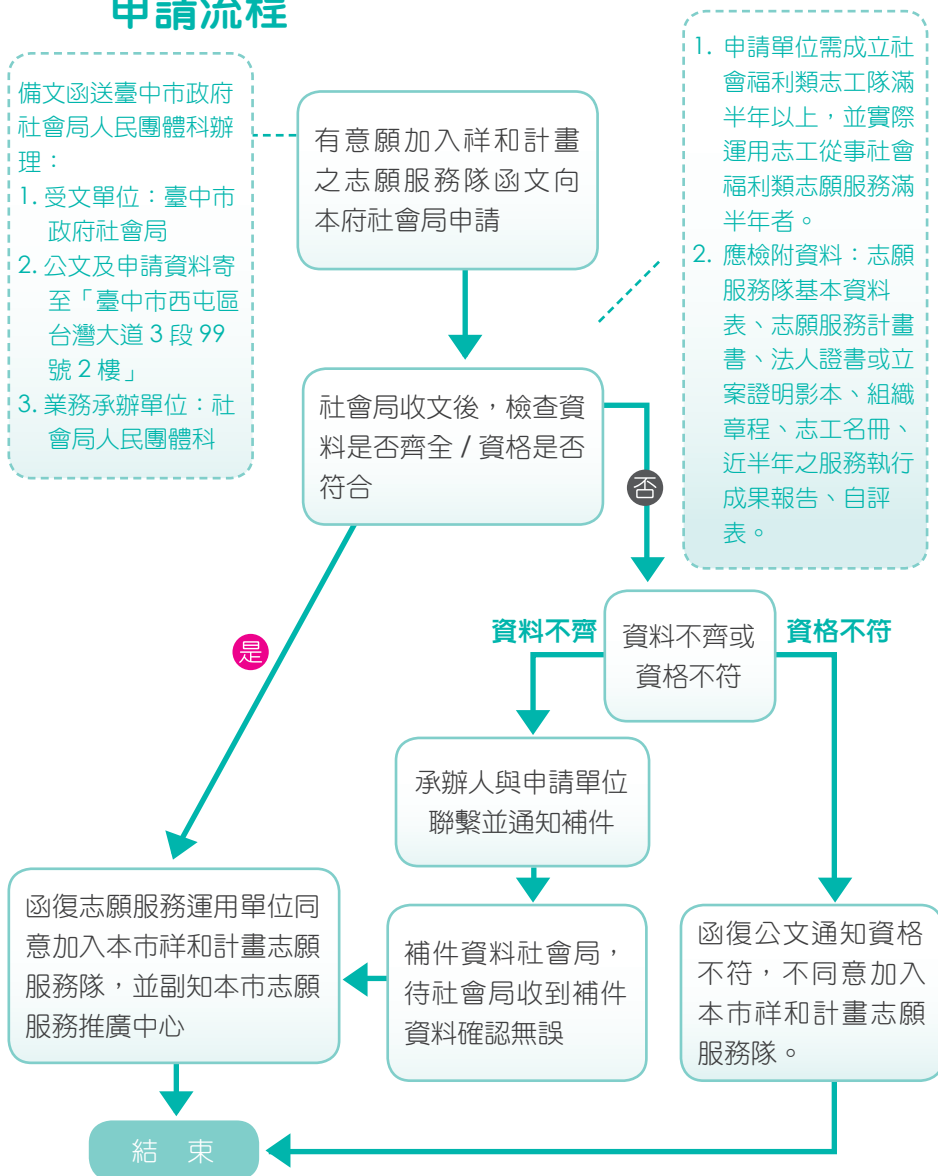 申請流程
備文函送臺中市政府
社會局人民團體科辦
理：
1. 受文單位：臺中市
政府社會局
2. 公文及申請資料寄
至「臺中市西屯區
台灣大道 3 段 99
號 2 樓」
3. 業務承辦單位：社
會局人民團體科
有意願加入祥和計畫
之志願服務隊函文向
本府社會局申請
1. 申請單位需成立社
會福利類志工隊滿
半年以上，並實際
運用志工從事社會
福利類志願服務滿
半年者。
2. 應檢附資料：志願
服務隊基本資料
表、志願服務計畫
書、法人證書或立
案證明影本、組織
章程、志工名冊、
近半年之服務執行
成果報告、自評
表。
社會局收文後，檢查資
料是否齊全 / 資格是否
符合
否
是
資料不齊
資料不齊或
資格不符
資格不符
承辦人與申請單位
聯繫並通知補件
函復志願服務運用單位同
意加入本市祥和計畫志願
服務隊，並副知本市志願
服務推廣中心
補件資料社會局，
待社會局收到補件
資料確認無誤
函復公文通知資格
不符，不同意加入
本市祥和計畫志願
服務隊。
結 束